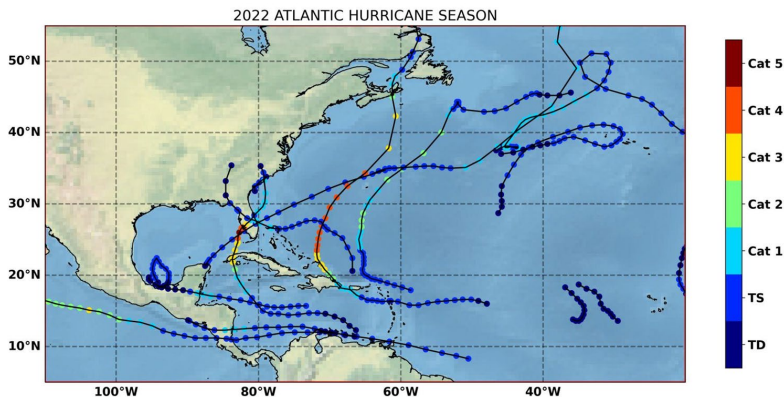 2022 ATLANTIC HURRICANE SEASON
50°N
40°N
30°N
20°N
10°N
100°W
80°W
60°W
40°W
Cat 5
Cat 4
Cat 3
Cat 2
Cat 1
TS
TD